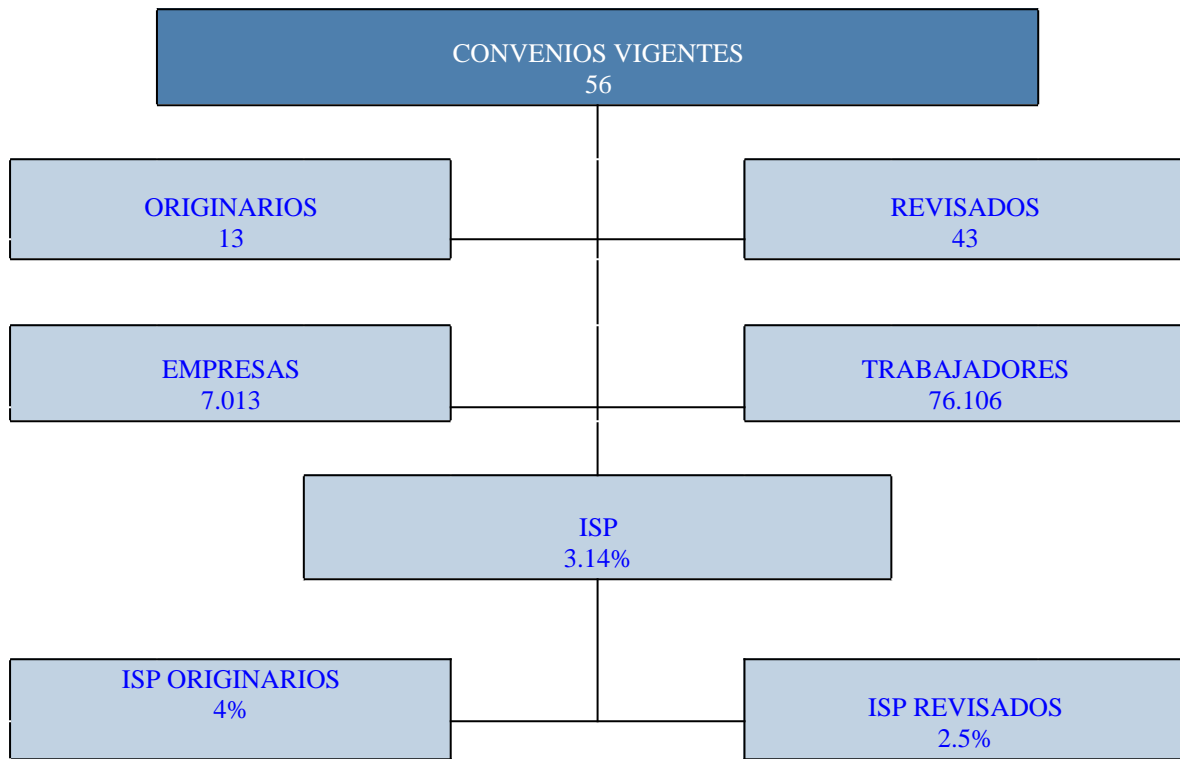 CONVENIOS VIGENTES
56
ORIGINARIOS
13
REVISADOS
43
EMPRESAS
7.013
TRABAJADORES
76.106
ISP
3.14%
ISP ORIGINARIOS
4%
ISP REVISADOS
2.5%